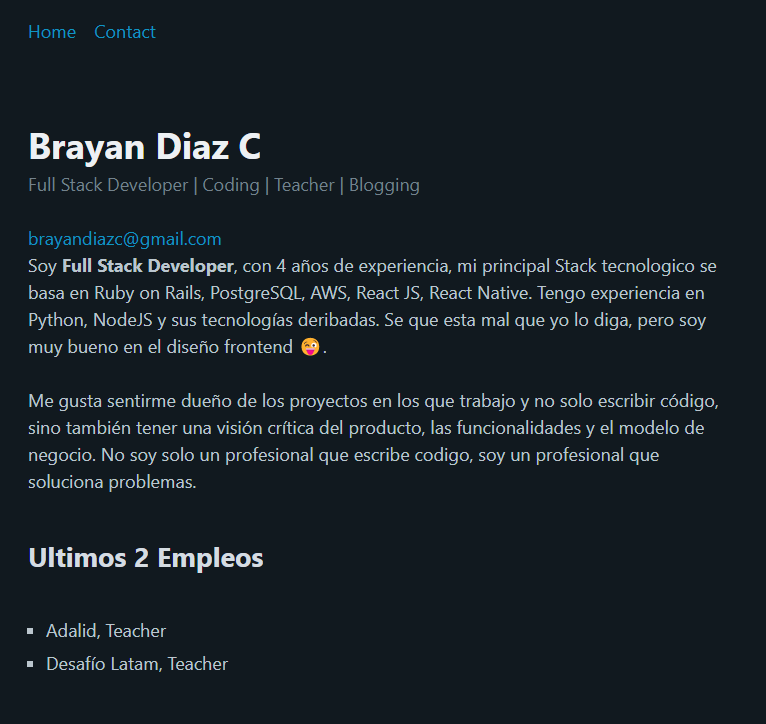 Home Contact
Brayan Diaz C
Full Stack Developer | Coding | Teacher | Blogging
brayandiazc@gmail.com
Soy Full Stack Developer, con 4 años de experiencia, mi principal Stack tecnologico se
basa en Ruby on Rails, PostgreSQL, AWS, React JS, React Native. Tengo experiencia en
Python, NodeJS y sus tecnologías deribadas. Se que esta mal que yo lo diga, pero soy
muy bueno en el diseño frontend 😜.
Me gusta sentirme dueño de los proyectos en los que trabajo y no solo escribir código,
sino también tener una visión crítica del producto, las funcionalidades y el modelo de
negocio. No soy solo un profesional que escribe codigo, soy un profesional que
soluciona problemas.
Ultimos 2 Empleos
Adalid, Teacher
Desafío Latam, Teacher